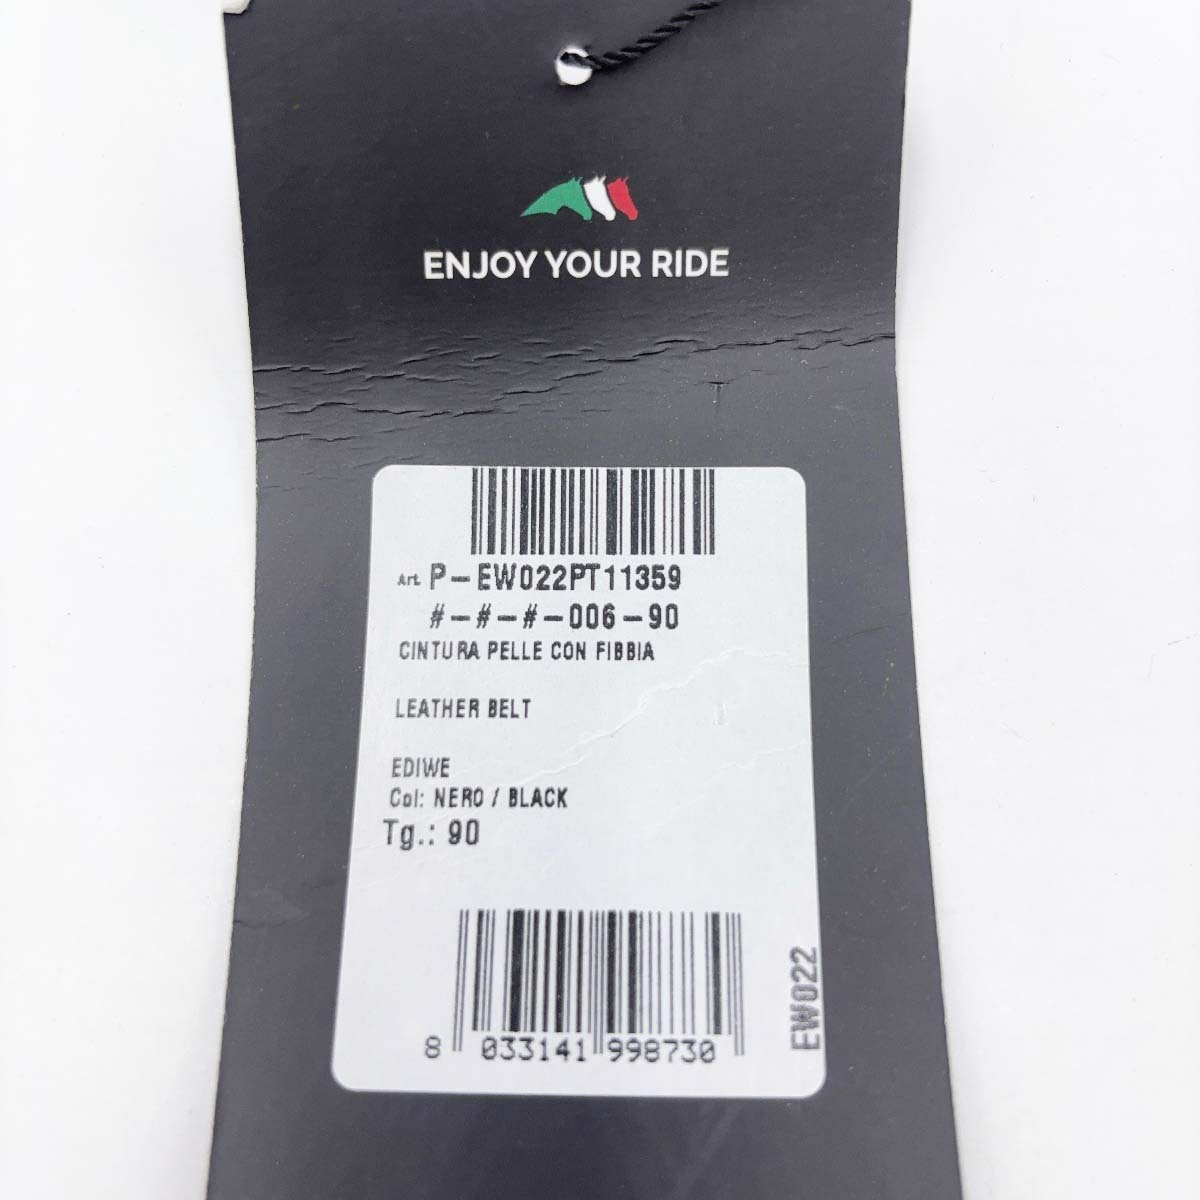 ENJOY YOUR RIDE
Art. P-EW022PT11359
#-#-#-006-90
CINTURA PELLE CON FIBBIA
LEATHER BELT
EDIWE
Col: NERO / BLACK
Tg.: 90
EW022
8 033141 998730